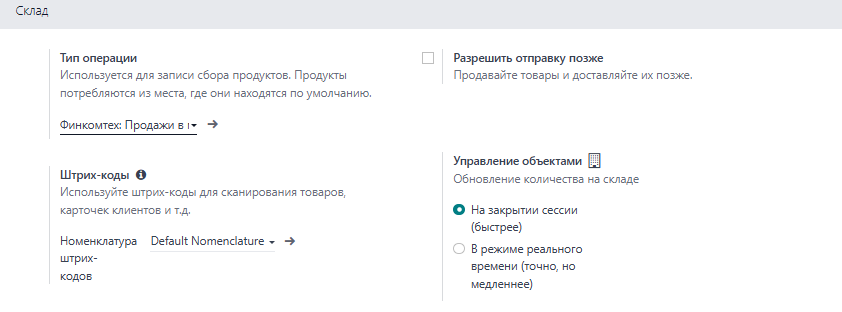 Склад
Тип операции
Используется для записи сбора продуктов. Продукты
потребляются из места, где они находятся по умолчанию.
Финкомтех: Продажи в
Штрих-коды
Используйте штрих-коды для сканирования товаров,
карточек клиентов и т.д.
Номенклатура Default Nomenclature
штрих-
кодов
Разрешить отправку позже
Продавайте товары и доставляйте их позже.
Управление объектами
Обновление количества на складе
На закрытии сессии
(быстрее)
В режиме реального
времени (точно, но
медленнее)